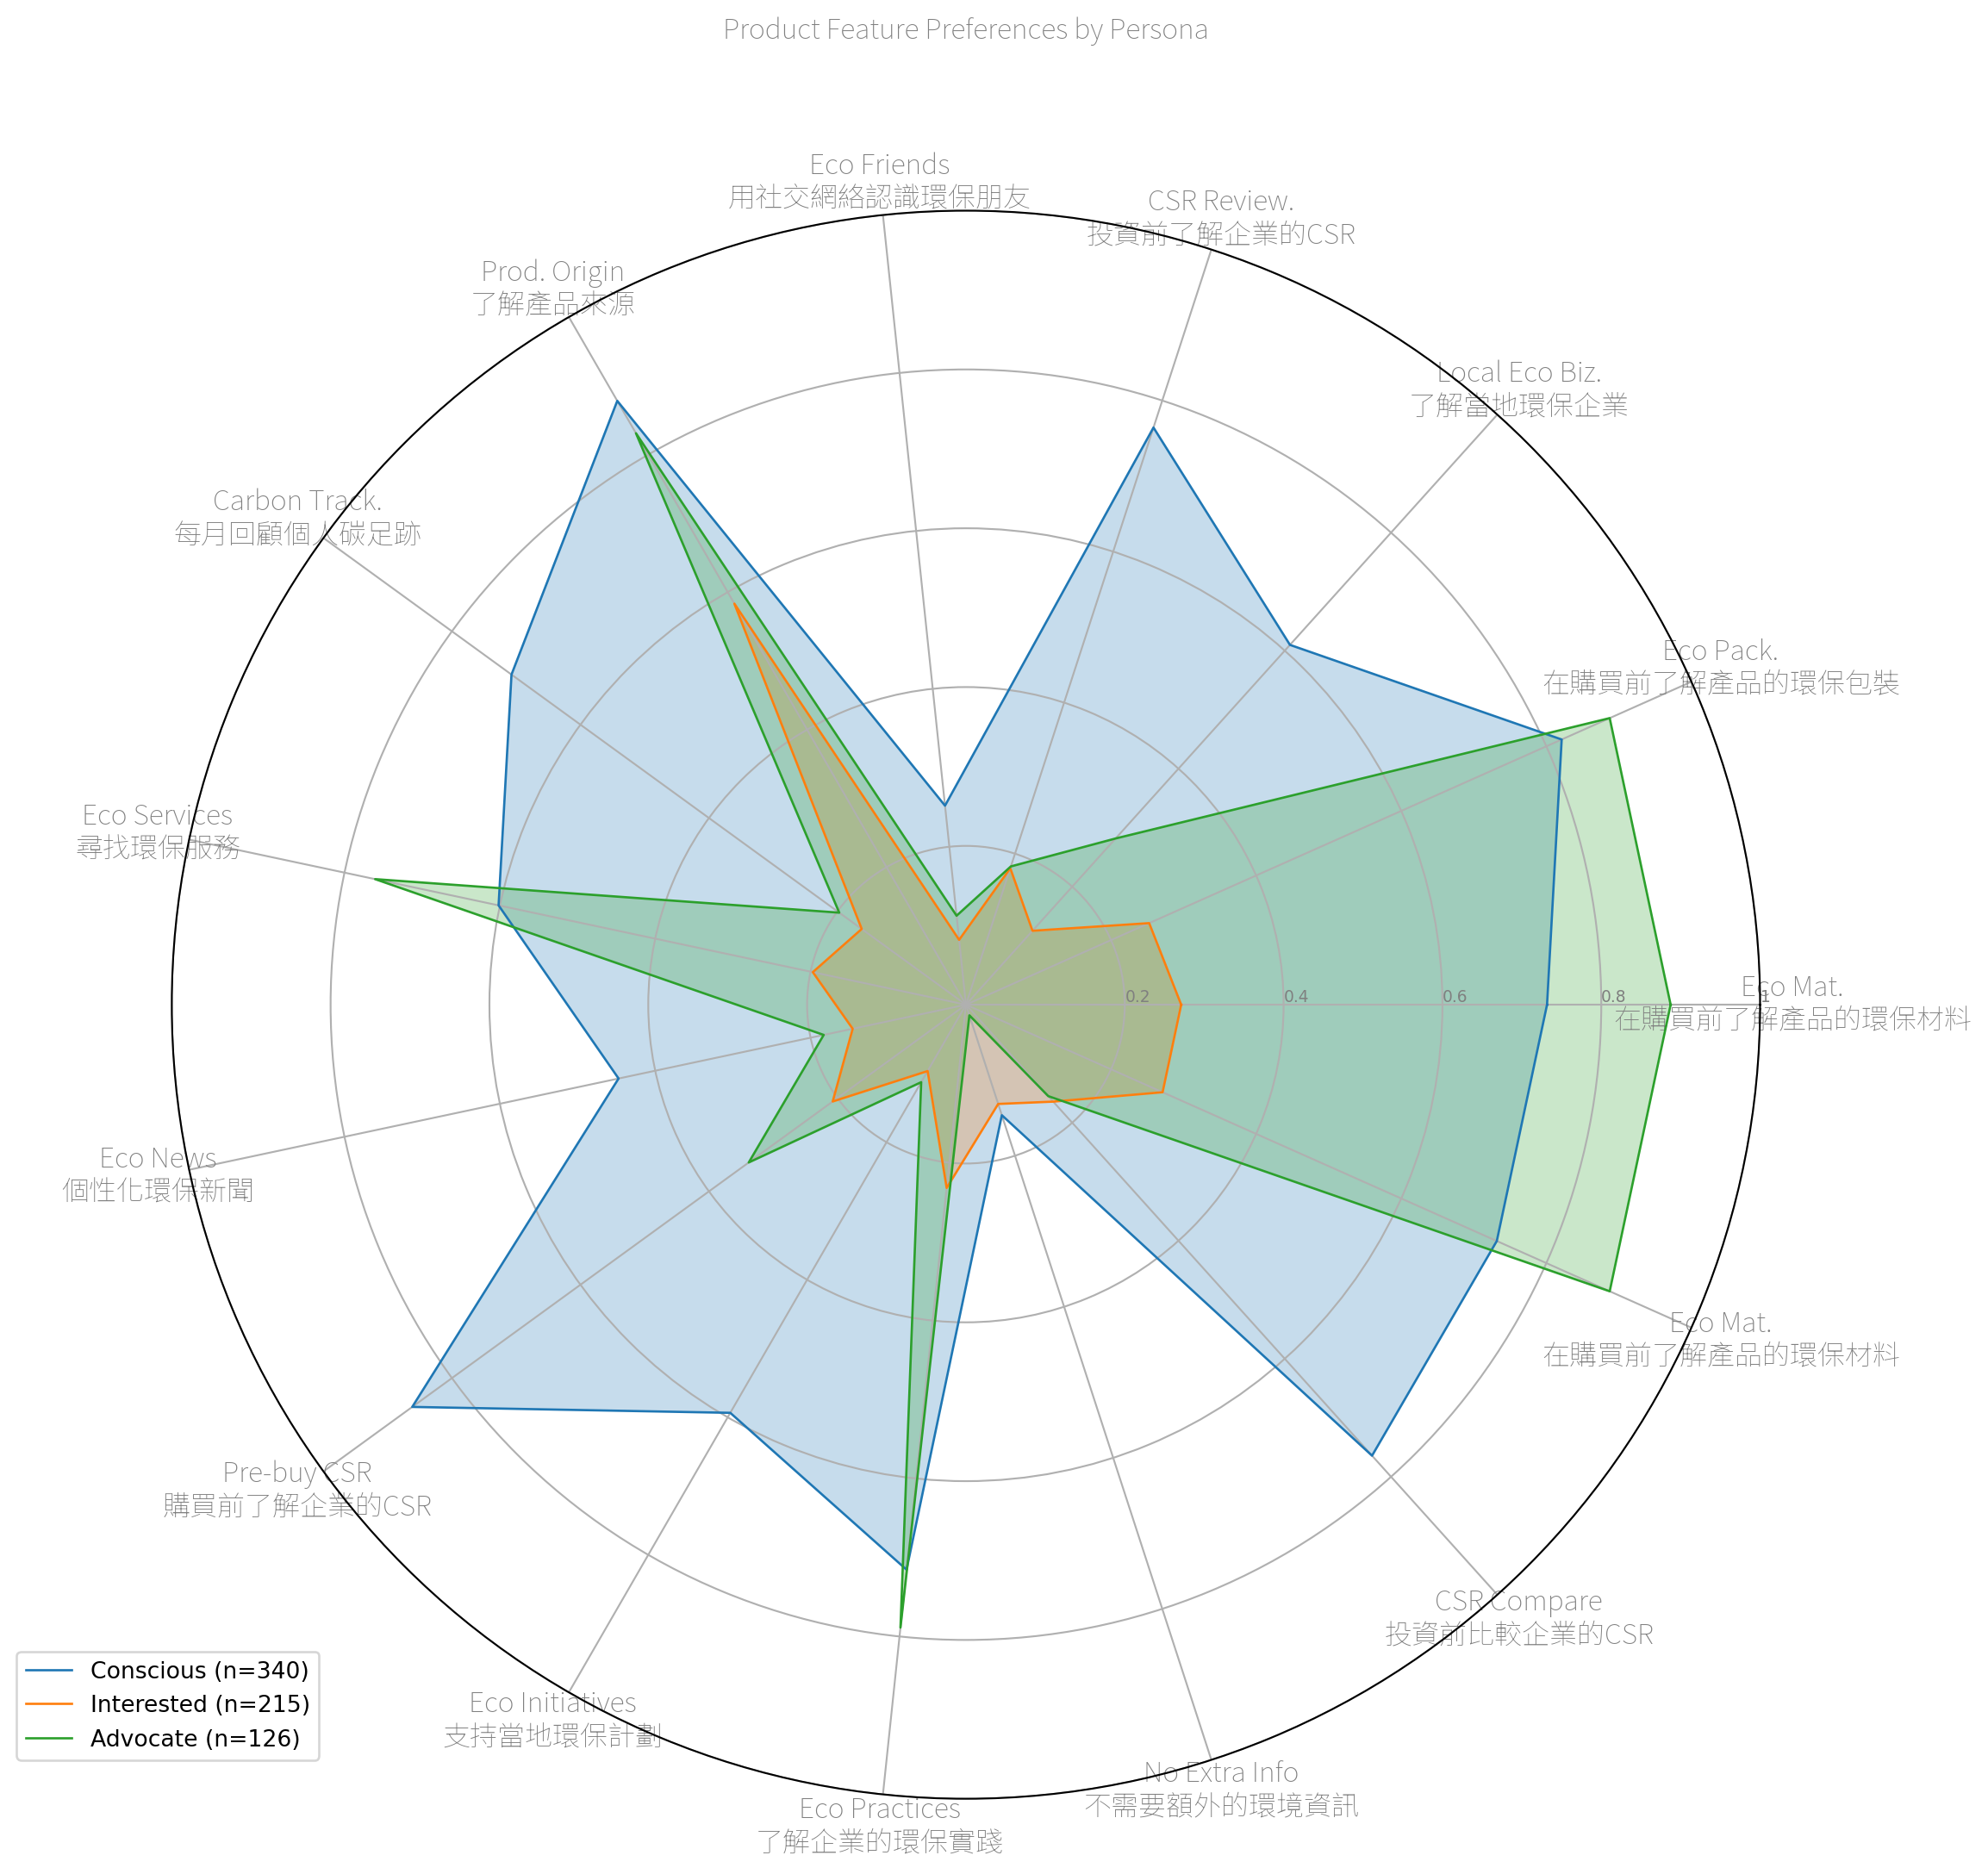 Product Feature Preferences by Persona
Eco Friends
用社交網絡認識環保朋友
CSR Review.
投資前了解企業的CSR
Prod. Origin
了解產品來源
Local Eco Biz.
了解當地環保企業
Carbon Track.
每月回顧個人碳足跡
Eco Pack.
在購買前了解產品的環保包裝
Eco Services
尋找環保服務
Eco Mat.
在購買前了解產品的環保材料
0.2
0.4
0.6
0.8
1
Eco News
個性化環保新聞
Eco Mat.
在購買前了解產品的環保材料
Pre-buy CSR
購買前了解企業的CSR
CSR Compare
投資前比較企業的CSR
Eco Initiatives
支持當地環保計劃
No Extra Info
不需要額外的環境資訊
Eco Practices
了解企業的環保實踐
Conscious (n=340)
Interested (n=215)
Advocate (n=126)